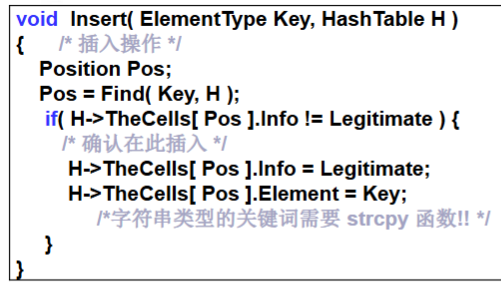 void Insert( ElementType Key, HashTable H )
{ /* 插入操作 */
Position Pos;
Pos = Find( Key, H );
if( H->TheCells[ Pos ].Info != Legitimate ) {
/* 确认在此插入 */
H->TheCells[ Pos ].Info = Legitimate;
H->TheCells[ Pos ].Element = Key;
/*字符串类型的关键词需要 strcpy 函数!! */
}
}